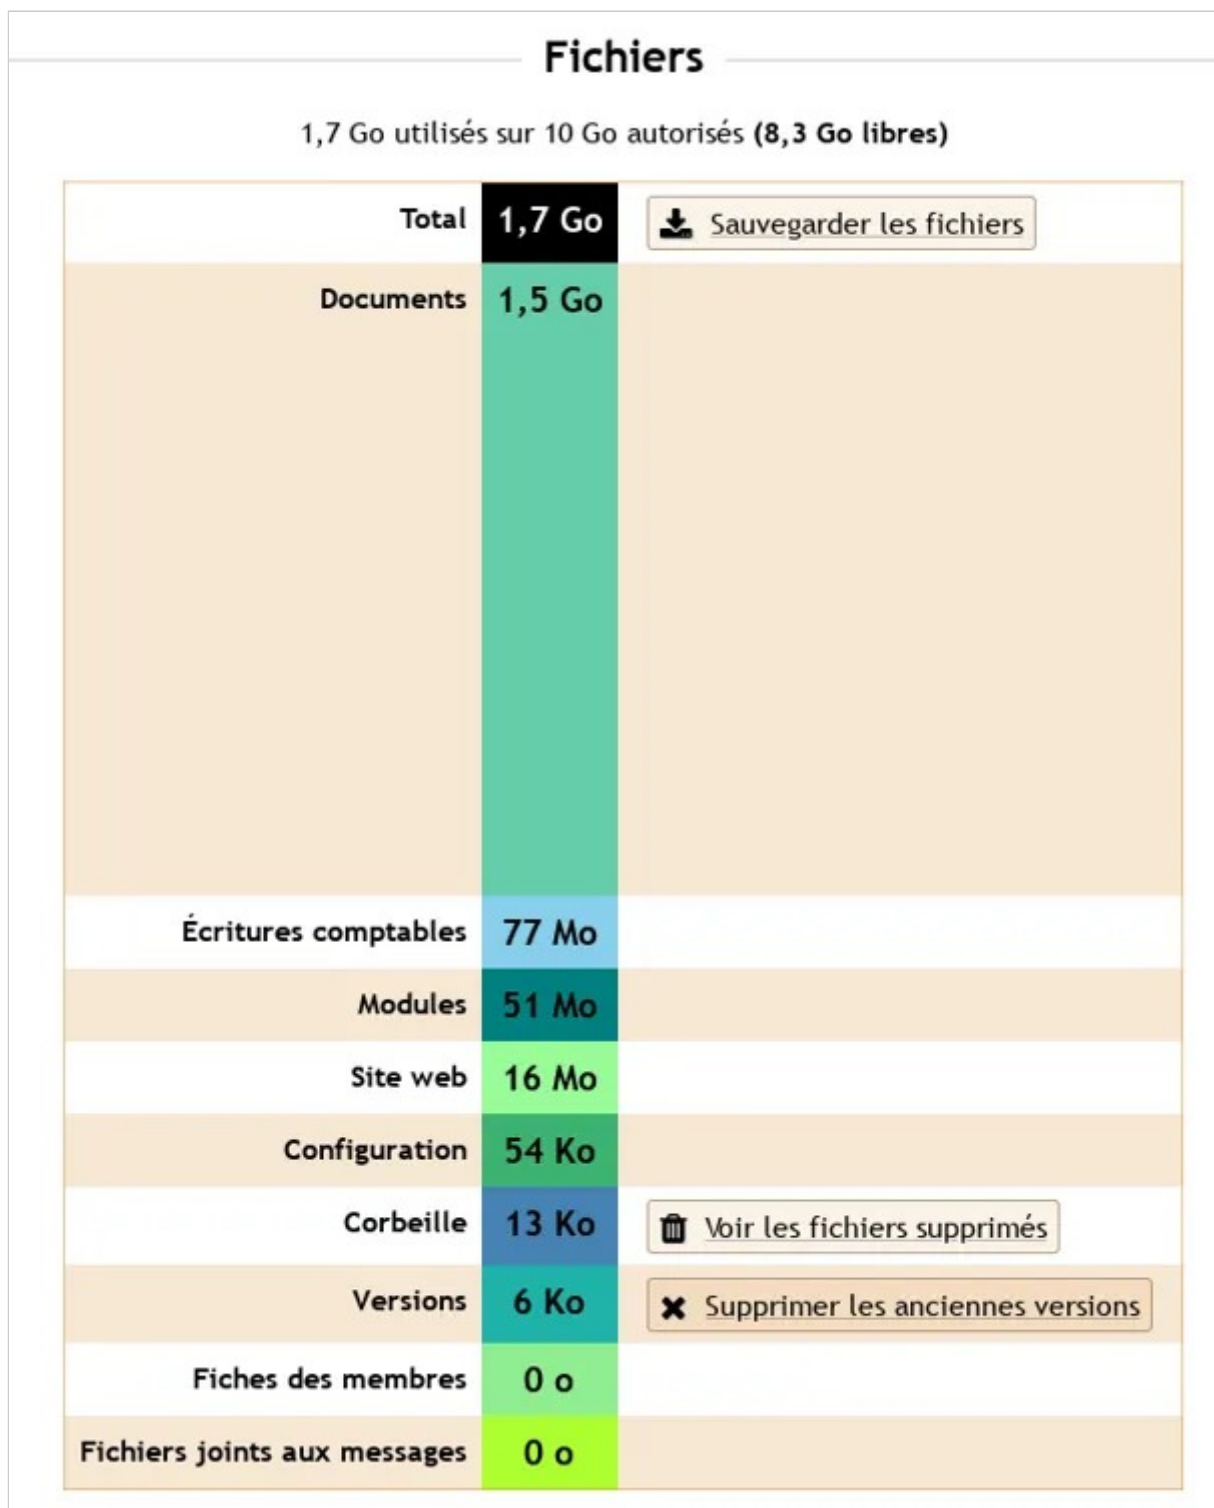 Fichiers
1,7 Go utilisés sur 10 Go autorisés (8,3 Go libres)
Total 1,7 Go Sauvegarder les fichiers
Documents 1,5 Go
Écritures comptables 77 Mo
Modules 51 Mo
Site web 16 Mo
Configuration 54 Ko
Corbeille 13 Ko Voir les fichiers supprimés
Versions 6 Ko Supprimer les anciennes versions
Fiches des membres 0 o
Fichiers joints aux messages 0 o